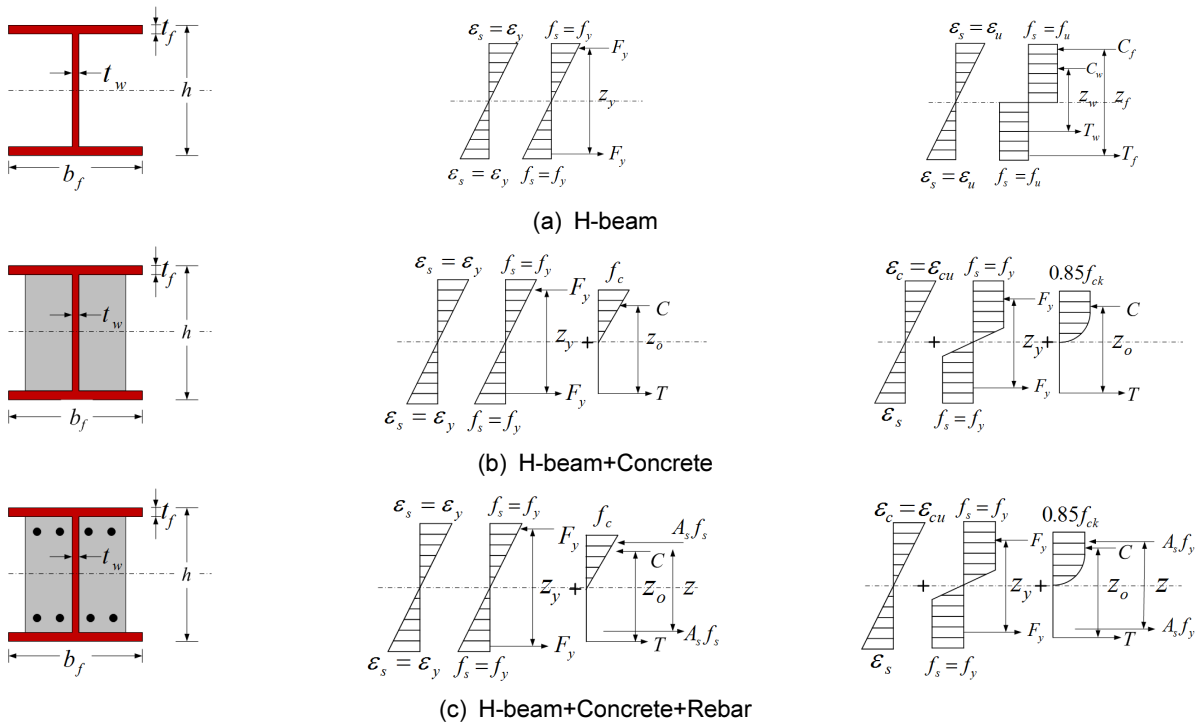 t_f
t_w
h
b_f
ε_s = ε_y f_s = f_y
F_y
z_y
F_y
ε_s = ε_y f_s = f_y
ε_s = ε_u f_s = f_u
C_f
C_w
z_w z_f
T_w
T_f
ε_s = ε_u f_s = f_u
(a) H-beam
t_f
t_w
h
b_f
ε_s = ε_y f_s = f_y f_c
F_y C
z_y + z_o
F_y T
ε_s = ε_y f_s = f_y
ε_c = ε_cu f_s = f_y 0.85f_ck
F_y C
+ z_y + z_o
F_y T
ε_s f_s = f_y
(b) H-beam+Concrete
t_f
t_w
h
b_f
ε_s = ε_y f_s = f_y f_c
F_y A_s f_s
C
z_y + z_o z
A_s f_s
F_y T
ε_s = ε_y f_s = f_y
ε_c = ε_cu f_s = f_y 0.85f_ck
F_y A_s f_y
C
+ z_y + z_o z
A_s f_y
F_y T
ε_s f_s = f_y
(c) H-beam+Concrete+Rebar